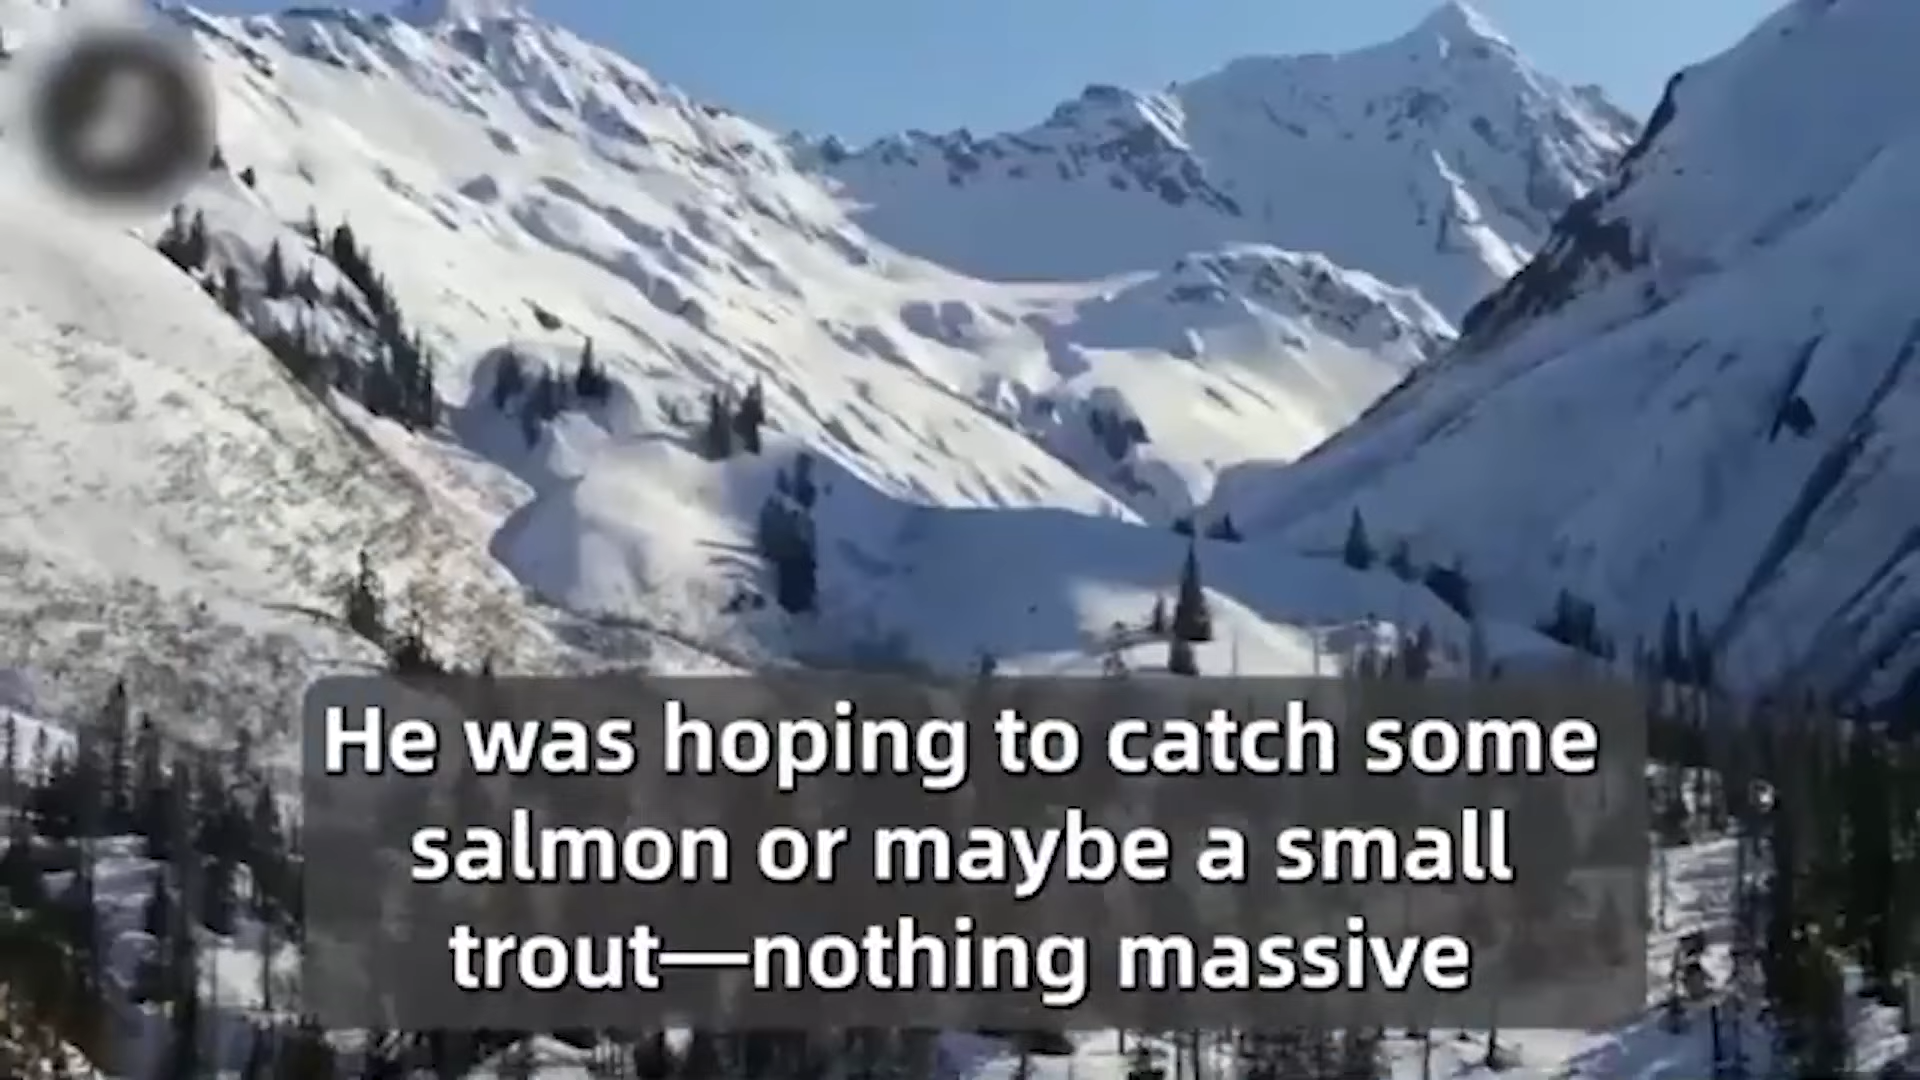 He was hoping to catch some
salmon or maybe a small
trout—nothing massive